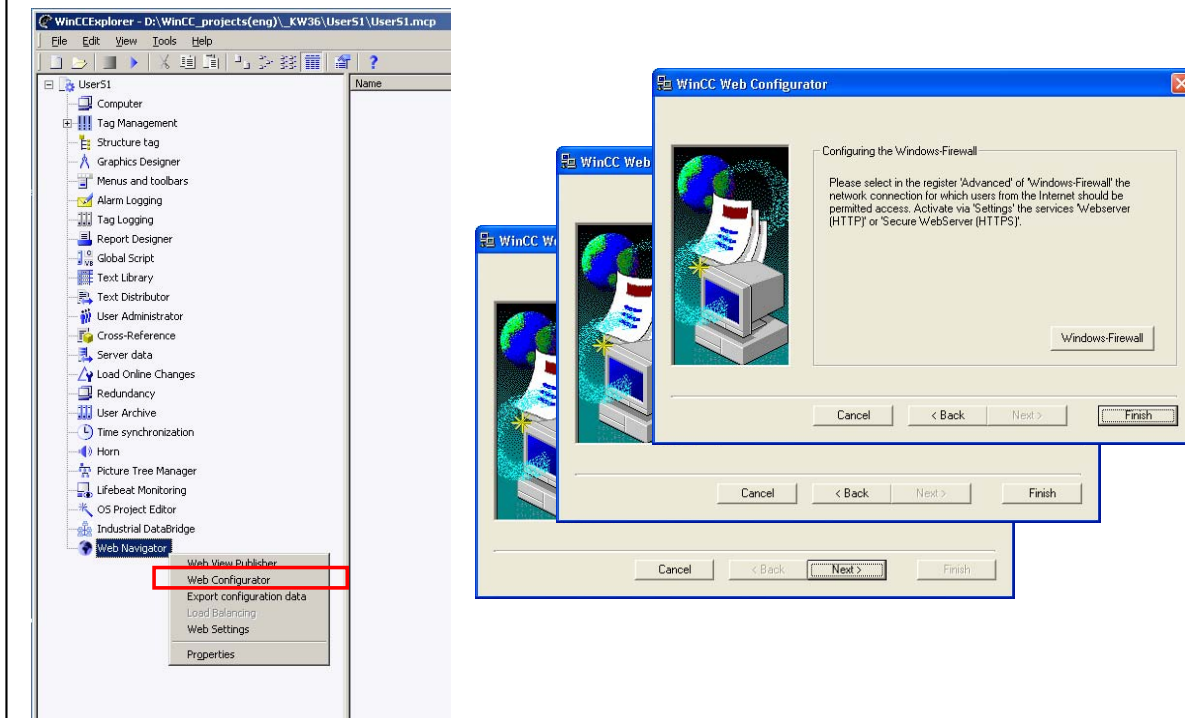 WinCCExplorer - D:\WinCC_projects(eng)\_KW36\User51\User51.mcp
File Edit View Tools Help
User51
Name
Computer
Tag Management
Structure tag
Graphics Designer
Menus and toolbars
Alarm Logging
Tag Logging
Report Designer
Global Script
Text Library
Text Distributor
User Administrator
Cross-Reference
Server data
Load Online Changes
Redundancy
User Archive
Time synchronization
Horn
Picture Tree Manager
Lifebeat Monitoring
OS Project Editor
Industrial DataBridge
Web Navigator
Web View Publisher
Web Configurator
Export configuration data
Load Balancing
Web Settings
Properties
WinCC Web Configurator
Configuring the Windows-Firewall
Please select in the register 'Advanced' of 'Windows-Firewall' the
network connection for which users from the Internet should be
permitted access. Activate via 'Settings' the services 'Webserver
(HTTP)' or 'Secure WebServer (HTTPS)'.
Windows-Firewall
Cancel < Back Next > Finish
WinCC Web
Cancel < Back Next > Finish
WinCC W
Cancel < Back Next > Finish